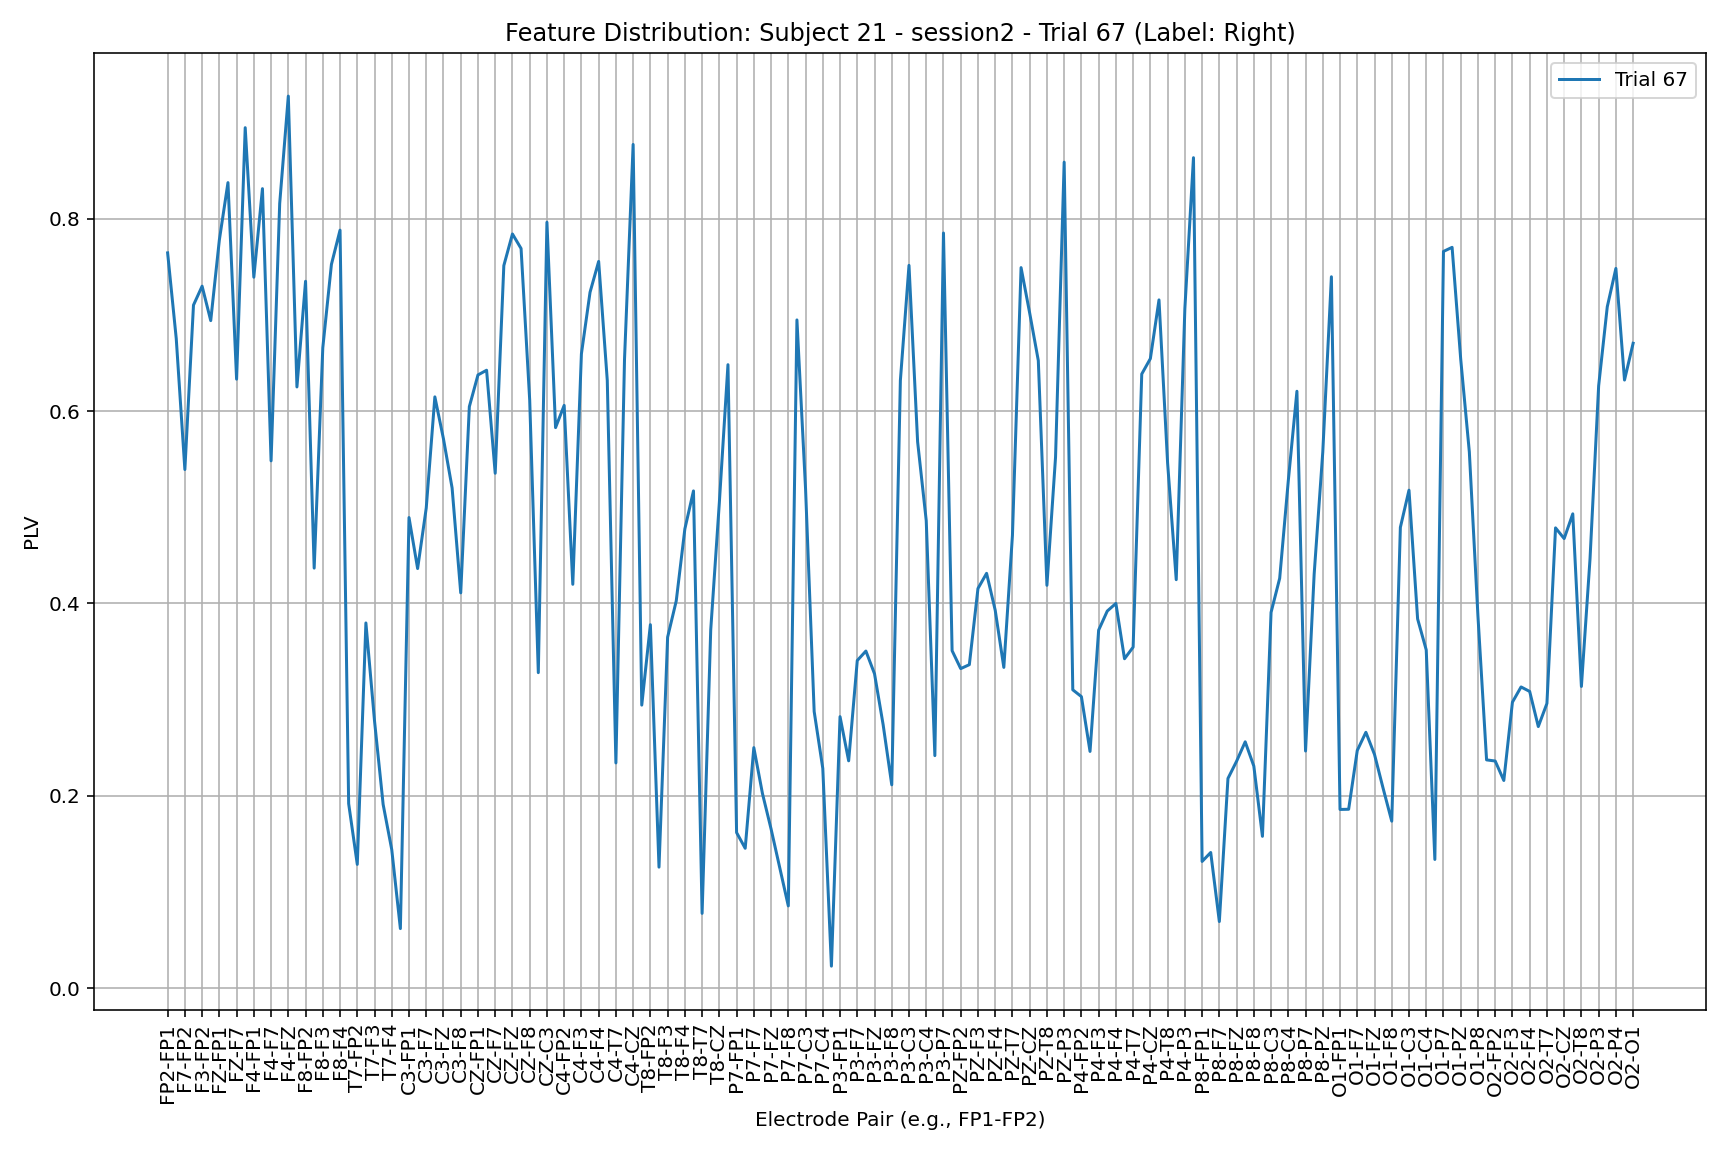 Feature Distribution: Subject 21 - session2 - Trial 67 (Label: Right)
Trial 67
PLV
0.8
0.6
0.4
0.2
0.0
FP2-FP1
F7-FP2
F3-FP2
FZ-FP1
FZ-F7
F4-FP1
F4-F7
F4-FZ
F8-FP2
F8-F3
F8-F4
T7-FP2
T7-F3
T7-F4
C3-FP1
C3-F7
C3-FZ
C3-F8
CZ-FP1
CZ-F7
CZ-FZ
CZ-F8
CZ-C3
C4-FP2
C4-F3
C4-F4
C4-T7
C4-CZ
T8-FP2
T8-F3
T8-F4
T8-T7
T8-CZ
P7-FP1
P7-F7
P7-FZ
P7-F8
P7-C3
P7-C4
P3-FP1
P3-F7
P3-FZ
P3-F8
P3-C3
P3-C4
P3-P7
PZ-FP2
PZ-F3
PZ-F4
PZ-T7
PZ-CZ
PZ-T8
PZ-P3
P4-FP2
P4-F3
P4-F4
P4-T7
P4-CZ
P4-T8
P4-P3
P8-FP1
P8-F7
P8-FZ
P8-F8
P8-C3
P8-C4
P8-P7
P8-PZ
O1-FP1
O1-F7
O1-FZ
O1-F8
O1-C3
O1-C4
O1-P7
O1-PZ
O1-P8
O2-FP2
O2-F3
O2-F4
O2-T7
O2-CZ
O2-T8
O2-P3
O2-P4
O2-O1
Electrode Pair (e.g., FP1-FP2)